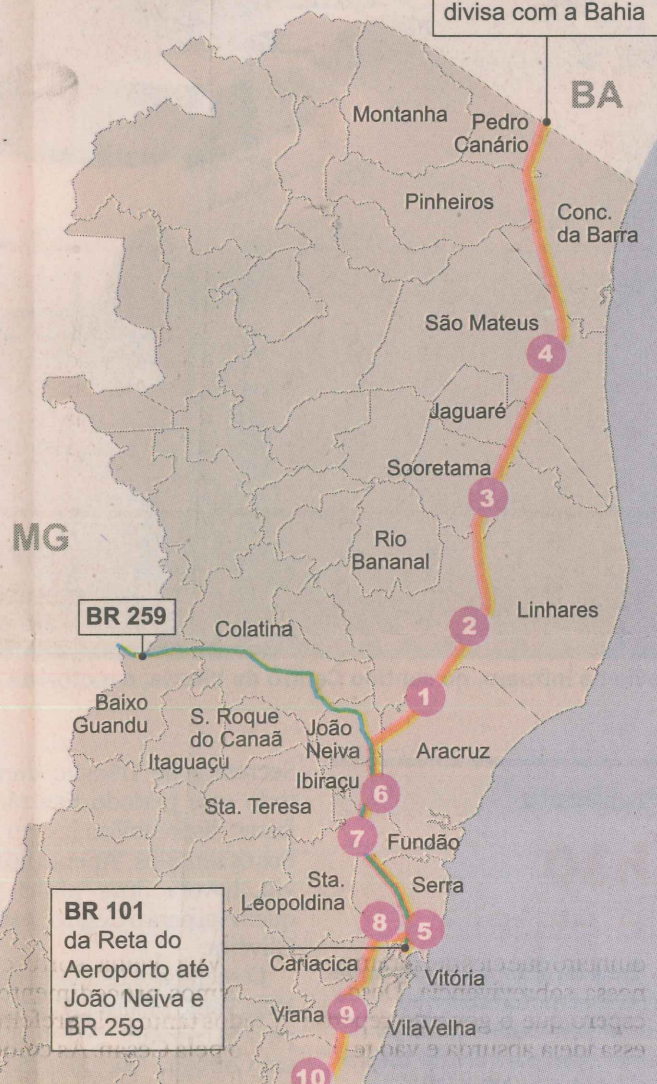 divisa com a Bahia
BA
Montanha
Pedro
Canário
Pinheiros
Conc.
da Barra
São Mateus
4
Jaguaré
Sooretama
3
MG
Rio
Bananal
BR 259
Colatina
2
Linhares
Baixo
Guandu
S. Roque
do Canaã
Itaguaçu
João
Neiva
1
Aracruz
Ibiraçu
6
Sta. Teresa
7
Fundão
Sta.
Leopoldina
Serra
BR 101
da Reta do
Aeroporto até
João Neiva e
BR 259
8
5
Cariacica
Vitória
Viana
9
VilaVelha
10